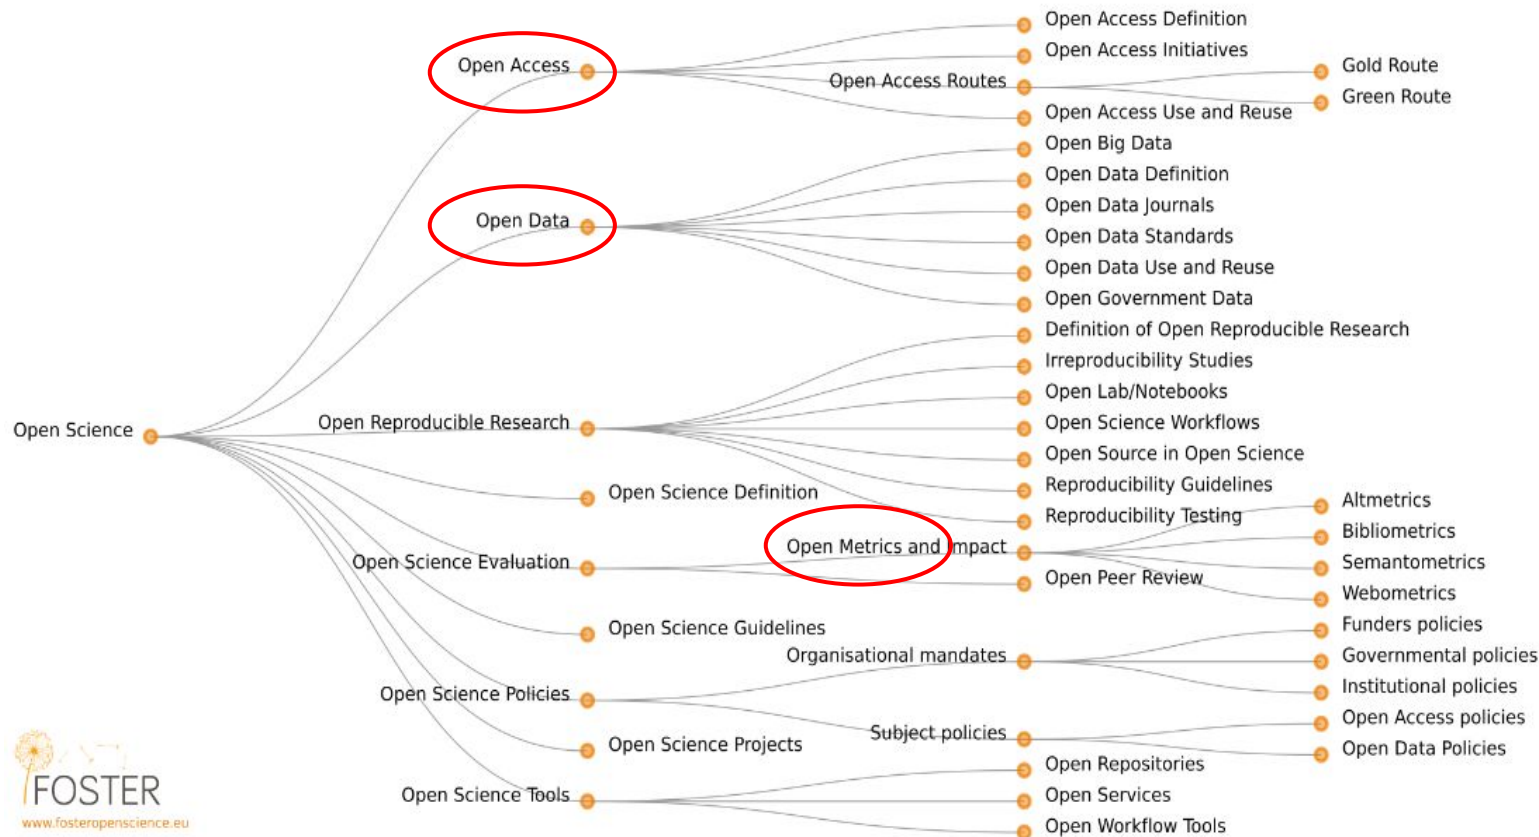 Open Science
Open Access
Open Access Definition
Open Access Initiatives
Open Access Routes
Gold Route
Green Route
Open Access Use and Reuse
Open Data
Open Big Data
Open Data Definition
Open Data Journals
Open Data Standards
Open Data Use and Reuse
Open Government Data
Open Reproducible Research
Definition of Open Reproducible Research
Irreproducibility Studies
Open Lab/Notebooks
Open Science Workflows
Open Source in Open Science
Reproducibility Guidelines
Reproducibility Testing
Open Science Definition
Open Science Evaluation
Open Metrics and Impact
Altmetrics
Bibliometrics
Semantometrics
Webometrics
Open Peer Review
Open Science Guidelines
Open Science Policies
Organisational mandates
Funders policies
Governmental policies
Institutional policies
Subject policies
Open Access policies
Open Data Policies
Open Science Projects
Open Science Tools
Open Repositories
Open Services
Open Workflow Tools
FOSTER
www.fosteropenscience.eu